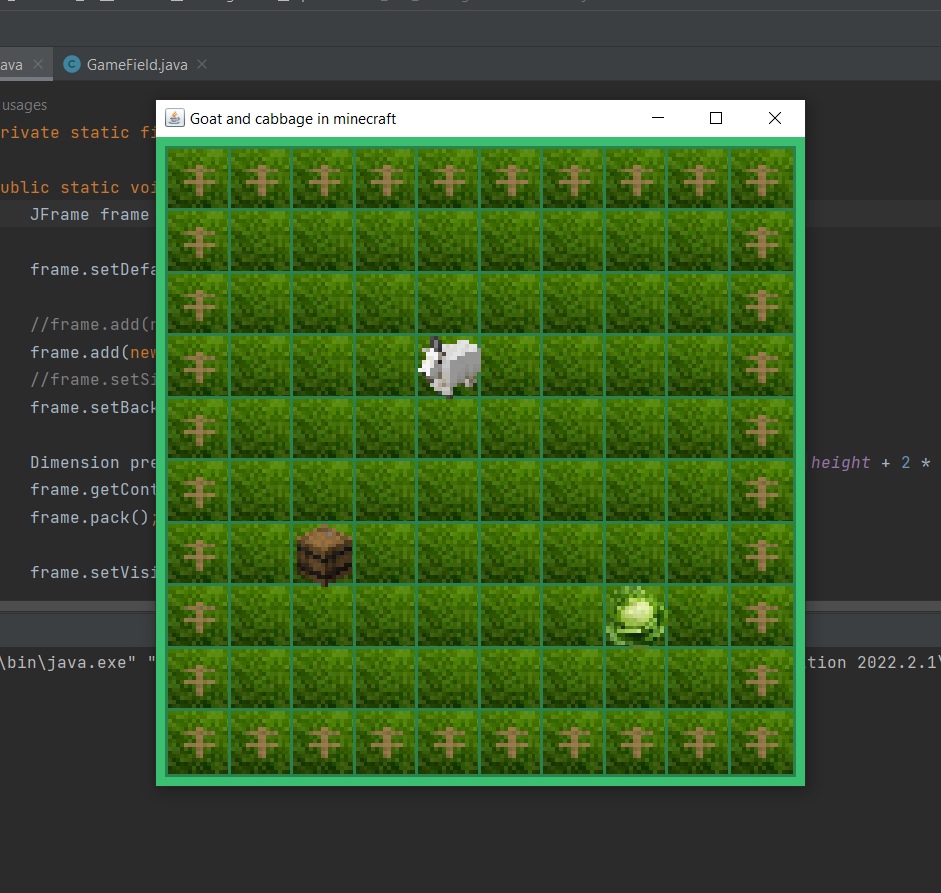 ava
GameField.java
usages
Goat and cabbage in minecraft
rivate static fi
ublic static voi
JFrame frame
frame.setDefa
//frame.add(n
frame.add(new
//frame.setSi
frame.setBack
Dimension pre height + 2 *
frame.getCont
frame.pack();
frame.setVisi
\bin\java.exe" " tion 2022.2.1\